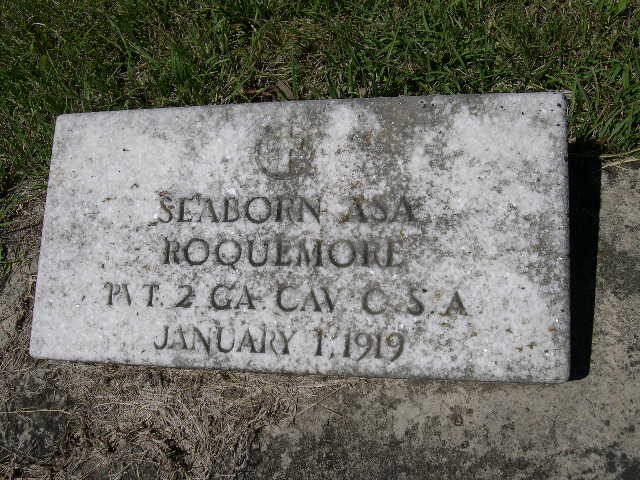 SEABORN ASA
ROQUEMORE
PVT 2 GA CAV C S A
JANUARY 1, 1919